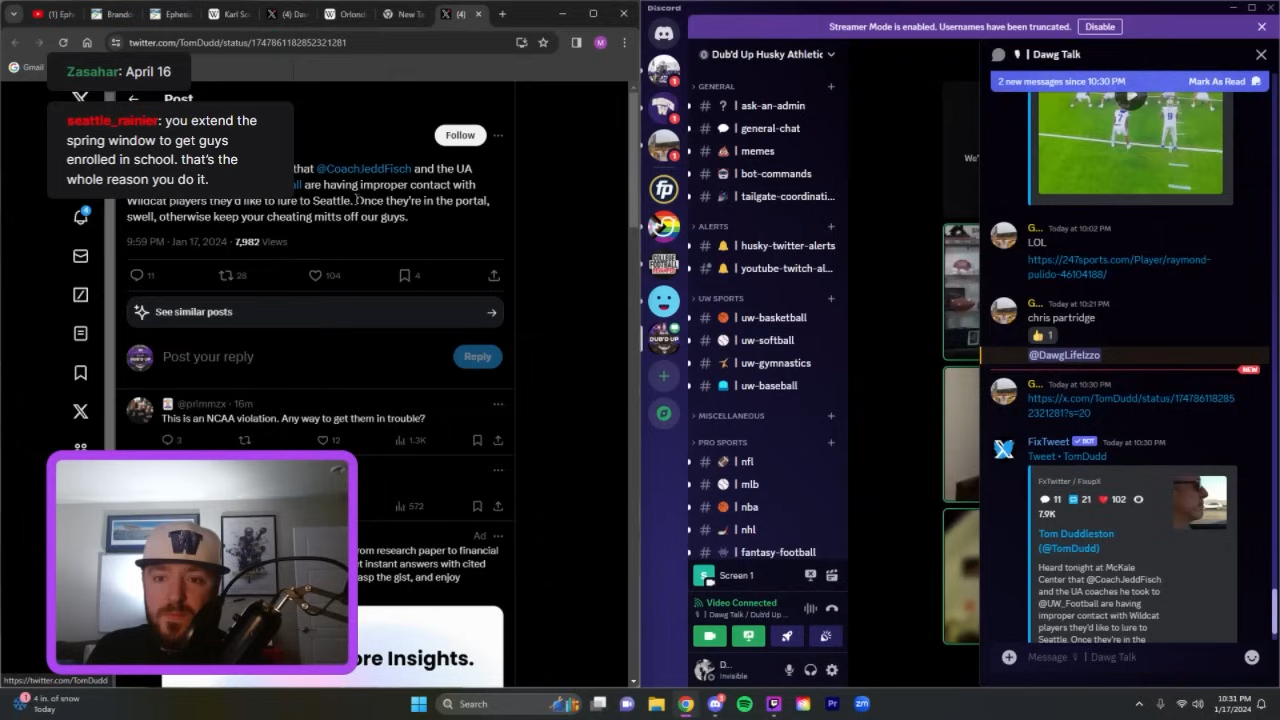 (1) Ephi
Brando
Ephesia
Karl Sc
(4) Daw
Orlond
New Ta
(4)
twitter.com/TomDudd/status/1747861182852321281
M
Gmail
Zasahar: April 16
seattle_rainier: you extend the
spring window to get guys
enrolled in school. that's the
whole reason you do it.
Post
Follow
that @CoachJeddFisch and the UA
are having improper contact with
Wildcat players they'd like to lure to Seattle. Once they're in the portal,
swell, otherwise keep your cheating mitts off our guys.
9:59 PM · Jan 17, 2024 · 7,982 Views
11
28
104
4
See similar posts
Post your reply
Reply
@primmzx · 16m
This is an NCAA violation. Any way to get them in trouble?
3
12
1.3K
572
Ad
rom research paper to financial
t instant answers with cited
asp the gist, and enjoy
ore Insights.
https://twitter.com/TomDudd
Discord
Streamer Mode is enabled. Usernames have been truncated.
Disable
Dub'd Up Husky Athletic
GENERAL
ask-an-admin
general-chat
memes
bot-commands
tailgate-coordinati...
ALERTS
husky-twitter-alerts
youtube-twitch-al...
UW SPORTS
uw-basketball
uw-softball
uw-gymnastics
uw-baseball
MISCELLANEOUS
PRO SPORTS
nfl
mlb
nba
nhl
fantasy-football
Screen 1
Video Connected
Dawg Talk / Dub'd Up ...
D...
Invisible
We'
Dawg Talk
2 new messages since 10:30 PM
Mark As Read
G... Today at 10:02 PM
LOL
https://247sports.com/Player/raymond-
pulido-46104188/
G... Today at 10:21 PM
chris partridge
1
@DawgLifeIzzo
NEW
G... Today at 10:30 PM
https://x.com/TomDudd/status/174786118285
2321281?s=20
FixTweet BOT Today at 10:30 PM
Tweet • TomDudd
FxTwitter / FixupX
11 21 102
7.9K
Tom Duddleston
(@TomDudd)
Heard tonight at McKale
Center that @CoachJeddFisch
and the UA coaches he took to
@UW_Football are having
improper contact with Wildcat
players they'd like to lure to
Seattle. Once they're in the
Message Dawg Talk
4 in. of snow
Today
Search
10:31 PM
1/17/2024